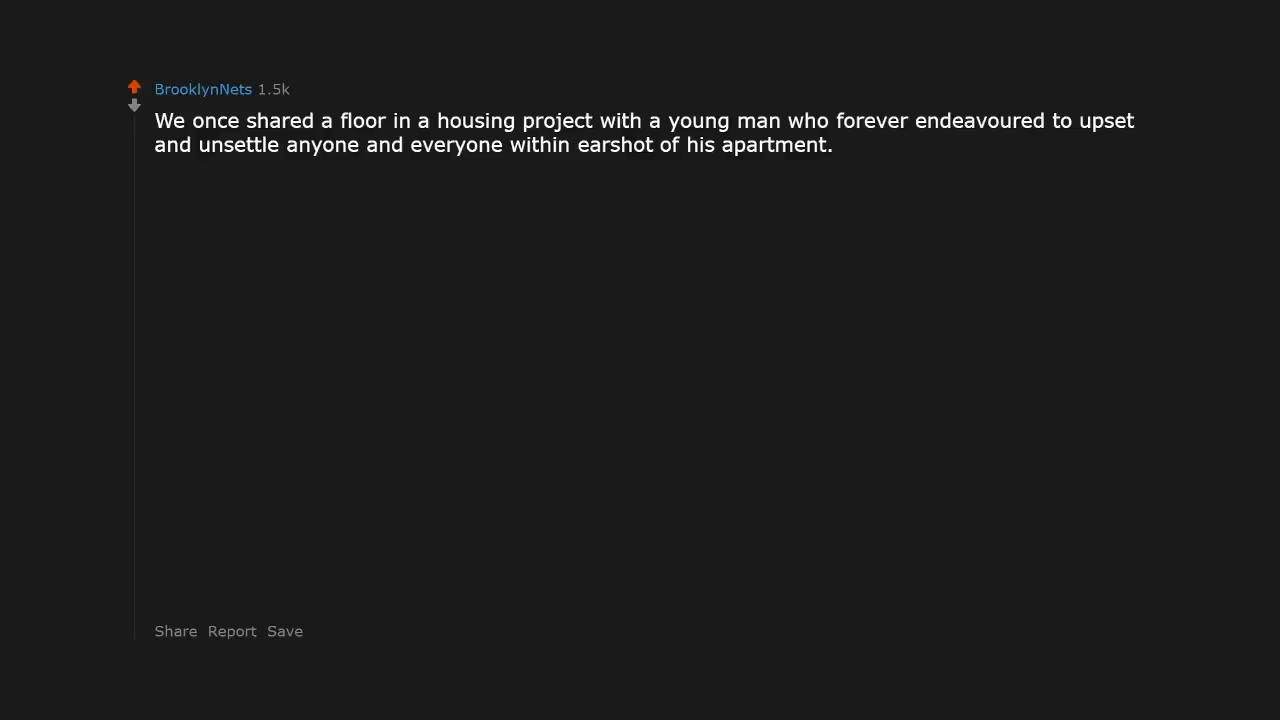 BrooklynNets 1.5k
We once shared a floor in a housing project with a young man who forever endeavoured to upset
and unsettle anyone and everyone within earshot of his apartment.
Share Report Save